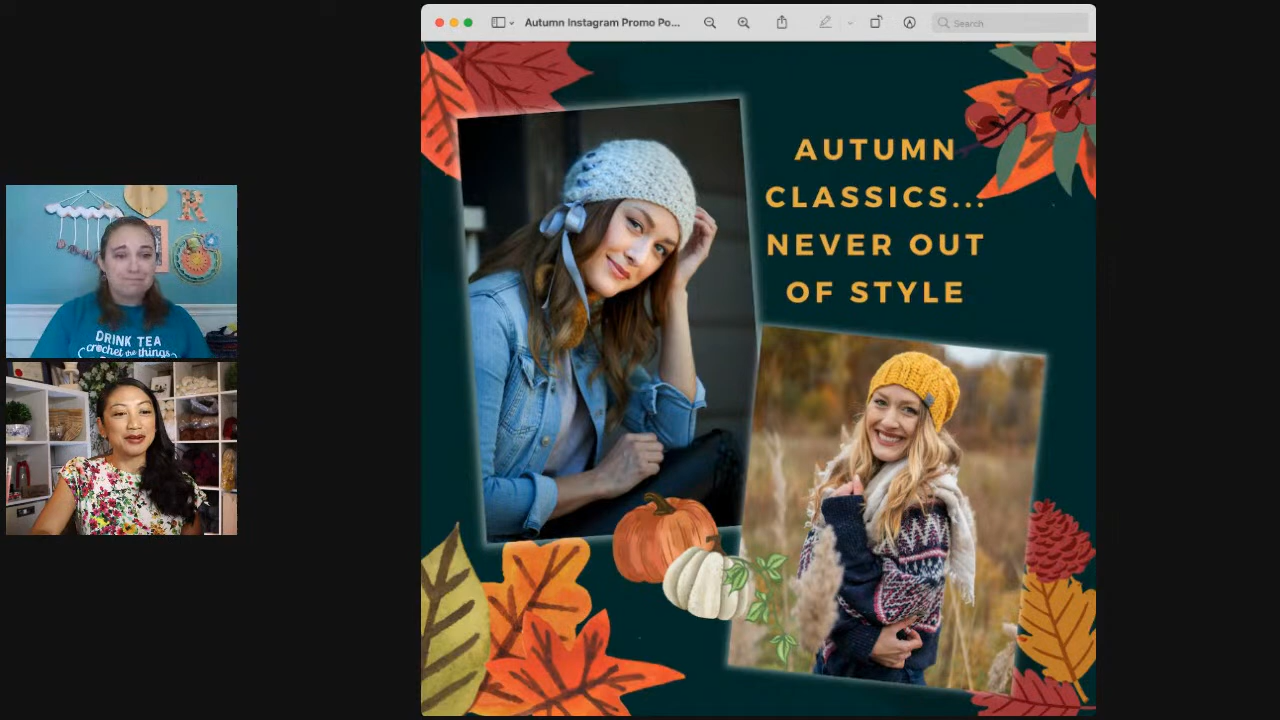 Autumn Instagram Promo Po...
Search
AUTUMN
CLASSICS...
NEVER OUT
OF STYLE
R
DRINK TEA
crochet the things